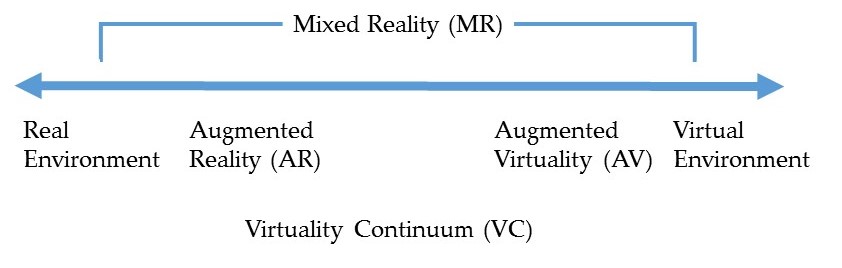 Mixed Reality (MR)
Real Environment
Augmented Reality (AR)
Augmented Virtuality (AV)
Virtual Environment
Virtuality Continuum (VC)